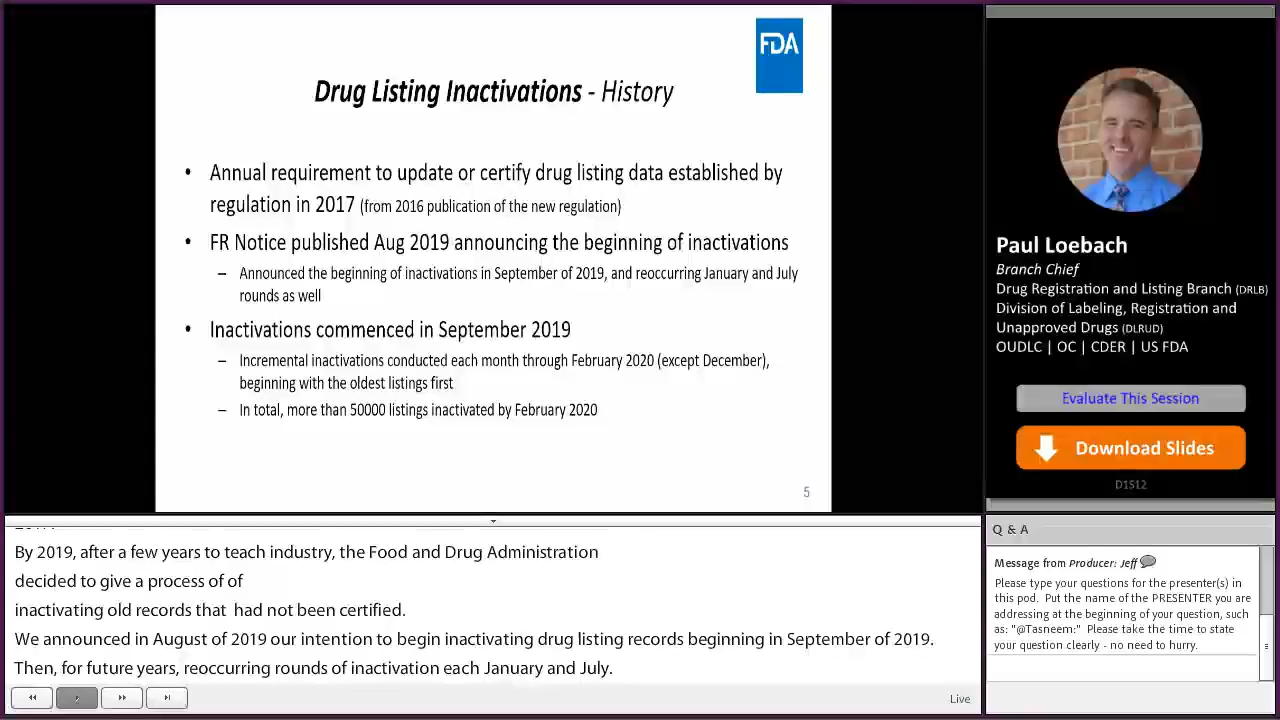 FDA
Drug Listing Inactivations - History
• Annual requirement to update or certify drug listing data established by
regulation in 2017 (from 2016 publication of the new regulation)
• FR Notice published Aug 2019 announcing the beginning of inactivations
– Announced the beginning of inactivations in September of 2019, and reoccurring January and July
rounds as well
• Inactivations commenced in September 2019
– Incremental inactivations conducted each month through February 2020 (except December),
beginning with the oldest listings first
– In total, more than 50000 listings inactivated by February 2020
5
Paul Loebach
Branch Chief
Drug Registration and Listing Branch (DRLB)
Division of Labeling, Registration and
Unapproved Drugs (DLRUD)
OUDLC | OC | CDER | US FDA
Evaluate This Session
Download Slides
D1S12
By 2019, after a few years to teach industry, the Food and Drug Administration
decided to give a process of of
inactivating old records that had not been certified.
We announced in August of 2019 our intention to begin inactivating drug listing records beginning in September of 2019.
Then, for future years, reoccurring rounds of inactivation each January and July.
Live
Q & A
Message from Producer: Jeff
Please type your questions for the presenter(s) in
this pod. Put the name of the PRESENTER you are
addressing at the beginning of your question, such
as: "@Tasneem:" Please take the time to state
your question clearly - no need to hurry.